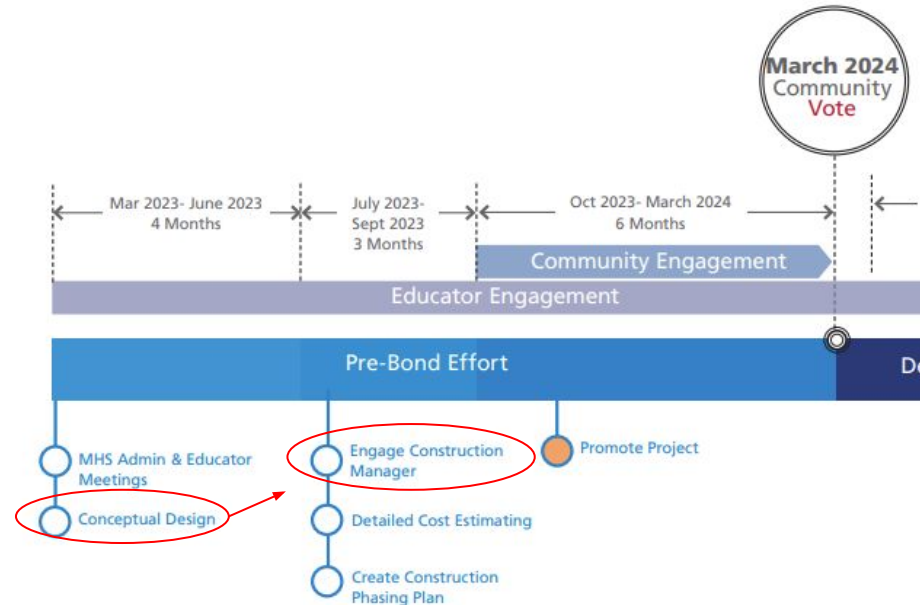 March 2024
Community
Vote
Mar 2023- June 2023
4 Months
July 2023-
Sept 2023
3 Months
Oct 2023- March 2024
6 Months
Community Engagement
Educator Engagement
Pre-Bond Effort
MHS Admin & Educator
Meetings
Conceptual Design
Engage Construction
Manager
Detailed Cost Estimating
Create Construction
Phasing Plan
Promote Project